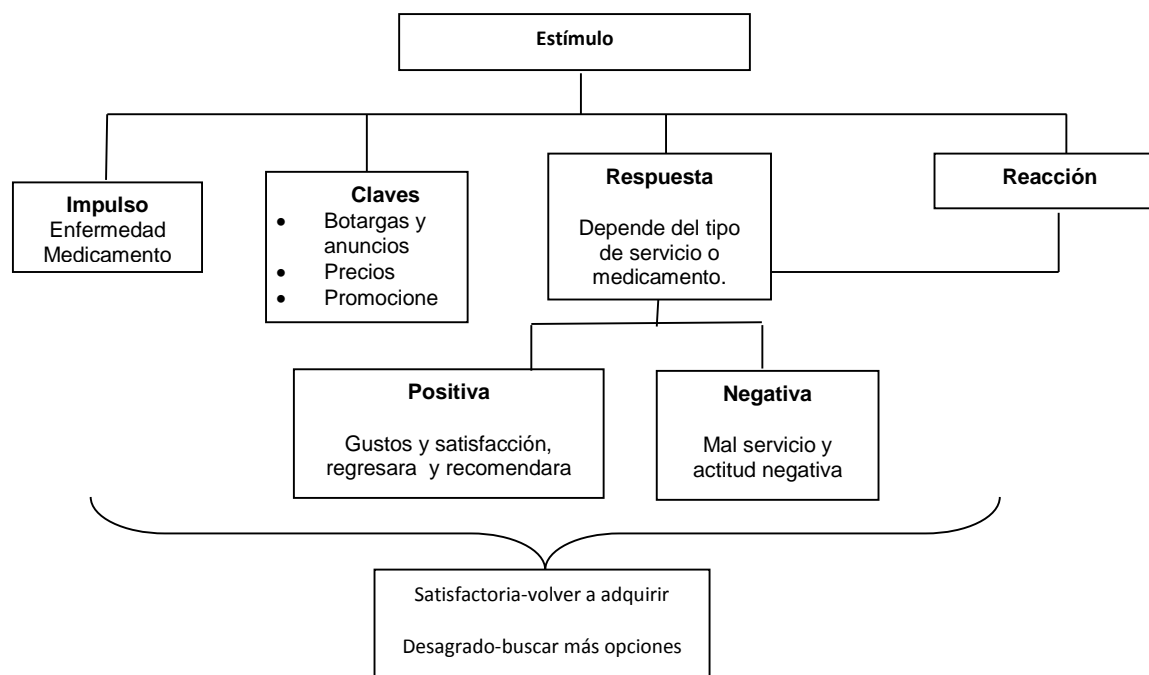 Estímulo
Impulso
Enfermedad
Medicamento
Claves
• Botargas y
anuncios
• Precios
• Promocione
Respuesta
Depende del tipo
de servicio o
medicamento.
Reacción
Positiva
Gustos y satisfacción,
regresara y recomendara
Negativa
Mal servicio y
actitud negativa
Satisfactoria-volver a adquirir
Desagrado-buscar más opciones